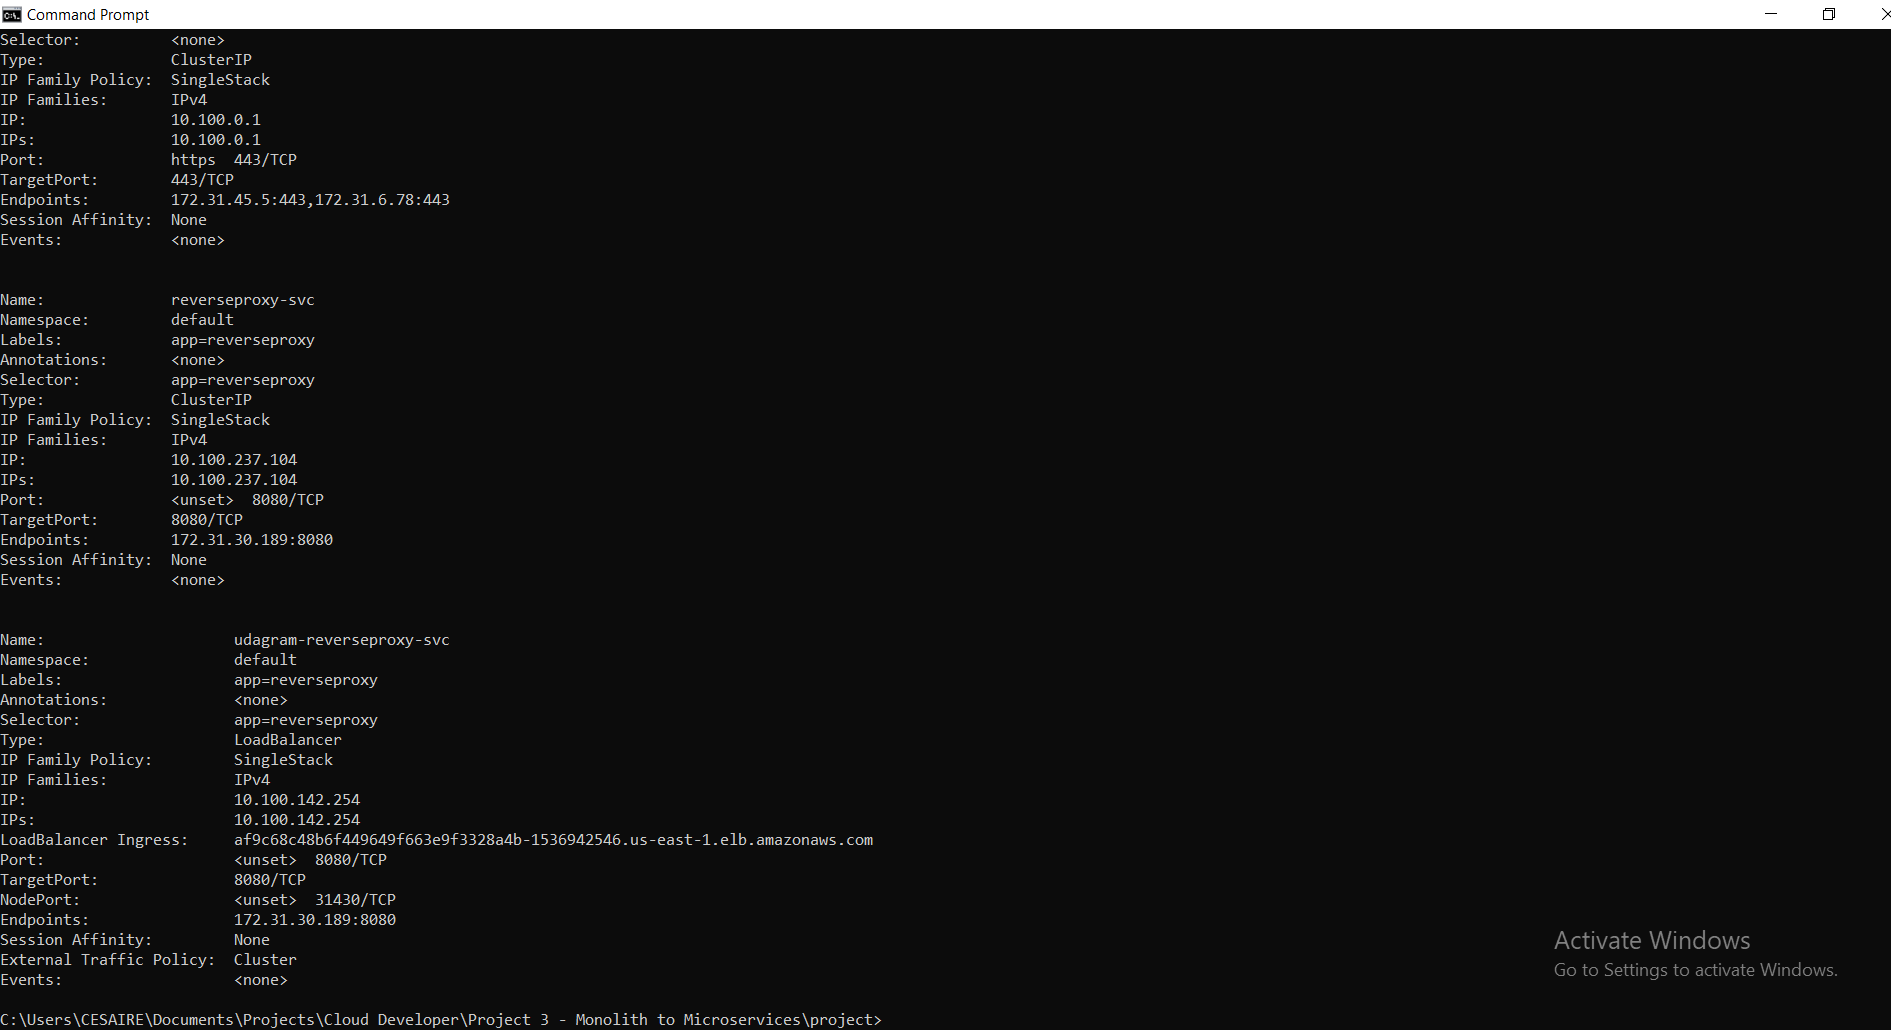 Command Prompt
Selector:          <none>
Type:              ClusterIP
IP Family Policy:  SingleStack
IP Families:       IPv4
IP:                10.100.0.1
IPs:               10.100.0.1
Port:              https  443/TCP
TargetPort:        443/TCP
Endpoints:         172.31.45.5:443,172.31.6.78:443
Session Affinity:  None
Events:            <none>
Name:              reverseproxy-svc
Namespace:         default
Labels:            app=reverseproxy
Annotations:       <none>
Selector:          app=reverseproxy
Type:              ClusterIP
IP Family Policy:  SingleStack
IP Families:       IPv4
IP:                10.100.237.104
IPs:               10.100.237.104
Port:              <unset>  8080/TCP
TargetPort:        8080/TCP
Endpoints:         172.31.30.189:8080
Session Affinity:  None
Events:            <none>
Name:                     udagram-reverseproxy-svc
Namespace:                default
Labels:                   app=reverseproxy
Annotations:              <none>
Selector:                 app=reverseproxy
Type:                     LoadBalancer
IP Family Policy:         SingleStack
IP Families:              IPv4
IP:                       10.100.142.254
IPs:                      10.100.142.254
LoadBalancer Ingress:     af9c68c48b6f449649f663e9f3328a4b-1536942546.us-east-1.elb.amazonaws.com
Port:                     <unset>  8080/TCP
TargetPort:               8080/TCP
NodePort:                 <unset>  31430/TCP
Endpoints:                172.31.30.189:8080
Session Affinity:         None
External Traffic Policy:  Cluster
Events:                   <none>
C:\Users\CESAIRE\Documents\Projects\Cloud Developer\Project 3 - Monolith to Microservices\project>
Activate Windows
Go to Settings to activate Windows.